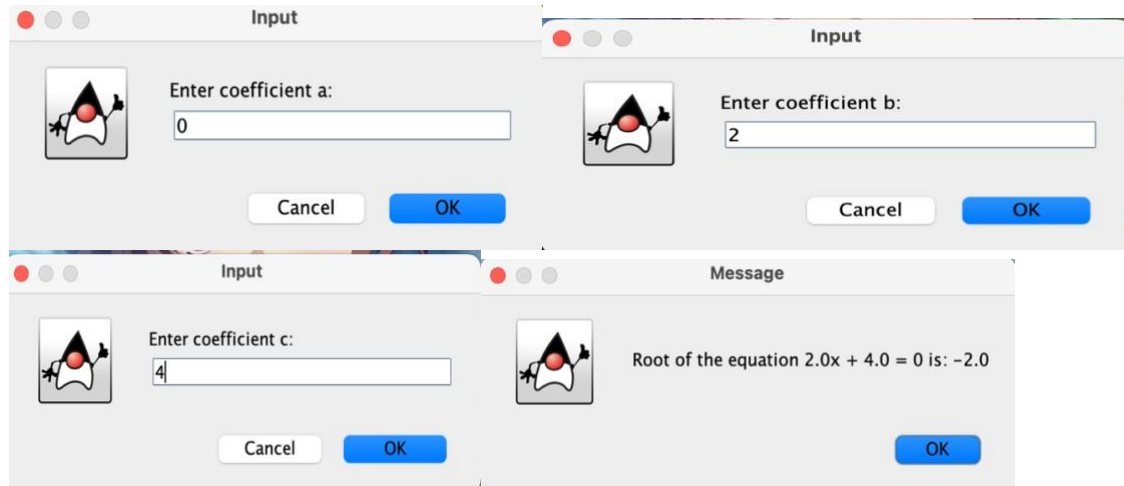 Input
Enter coefficient a:
0
Cancel OK
Input
Enter coefficient b:
2
Cancel OK
Input
Enter coefficient c:
4
Cancel OK
Message
Root of the equation 2.0x + 4.0 = 0 is: -2.0
OK